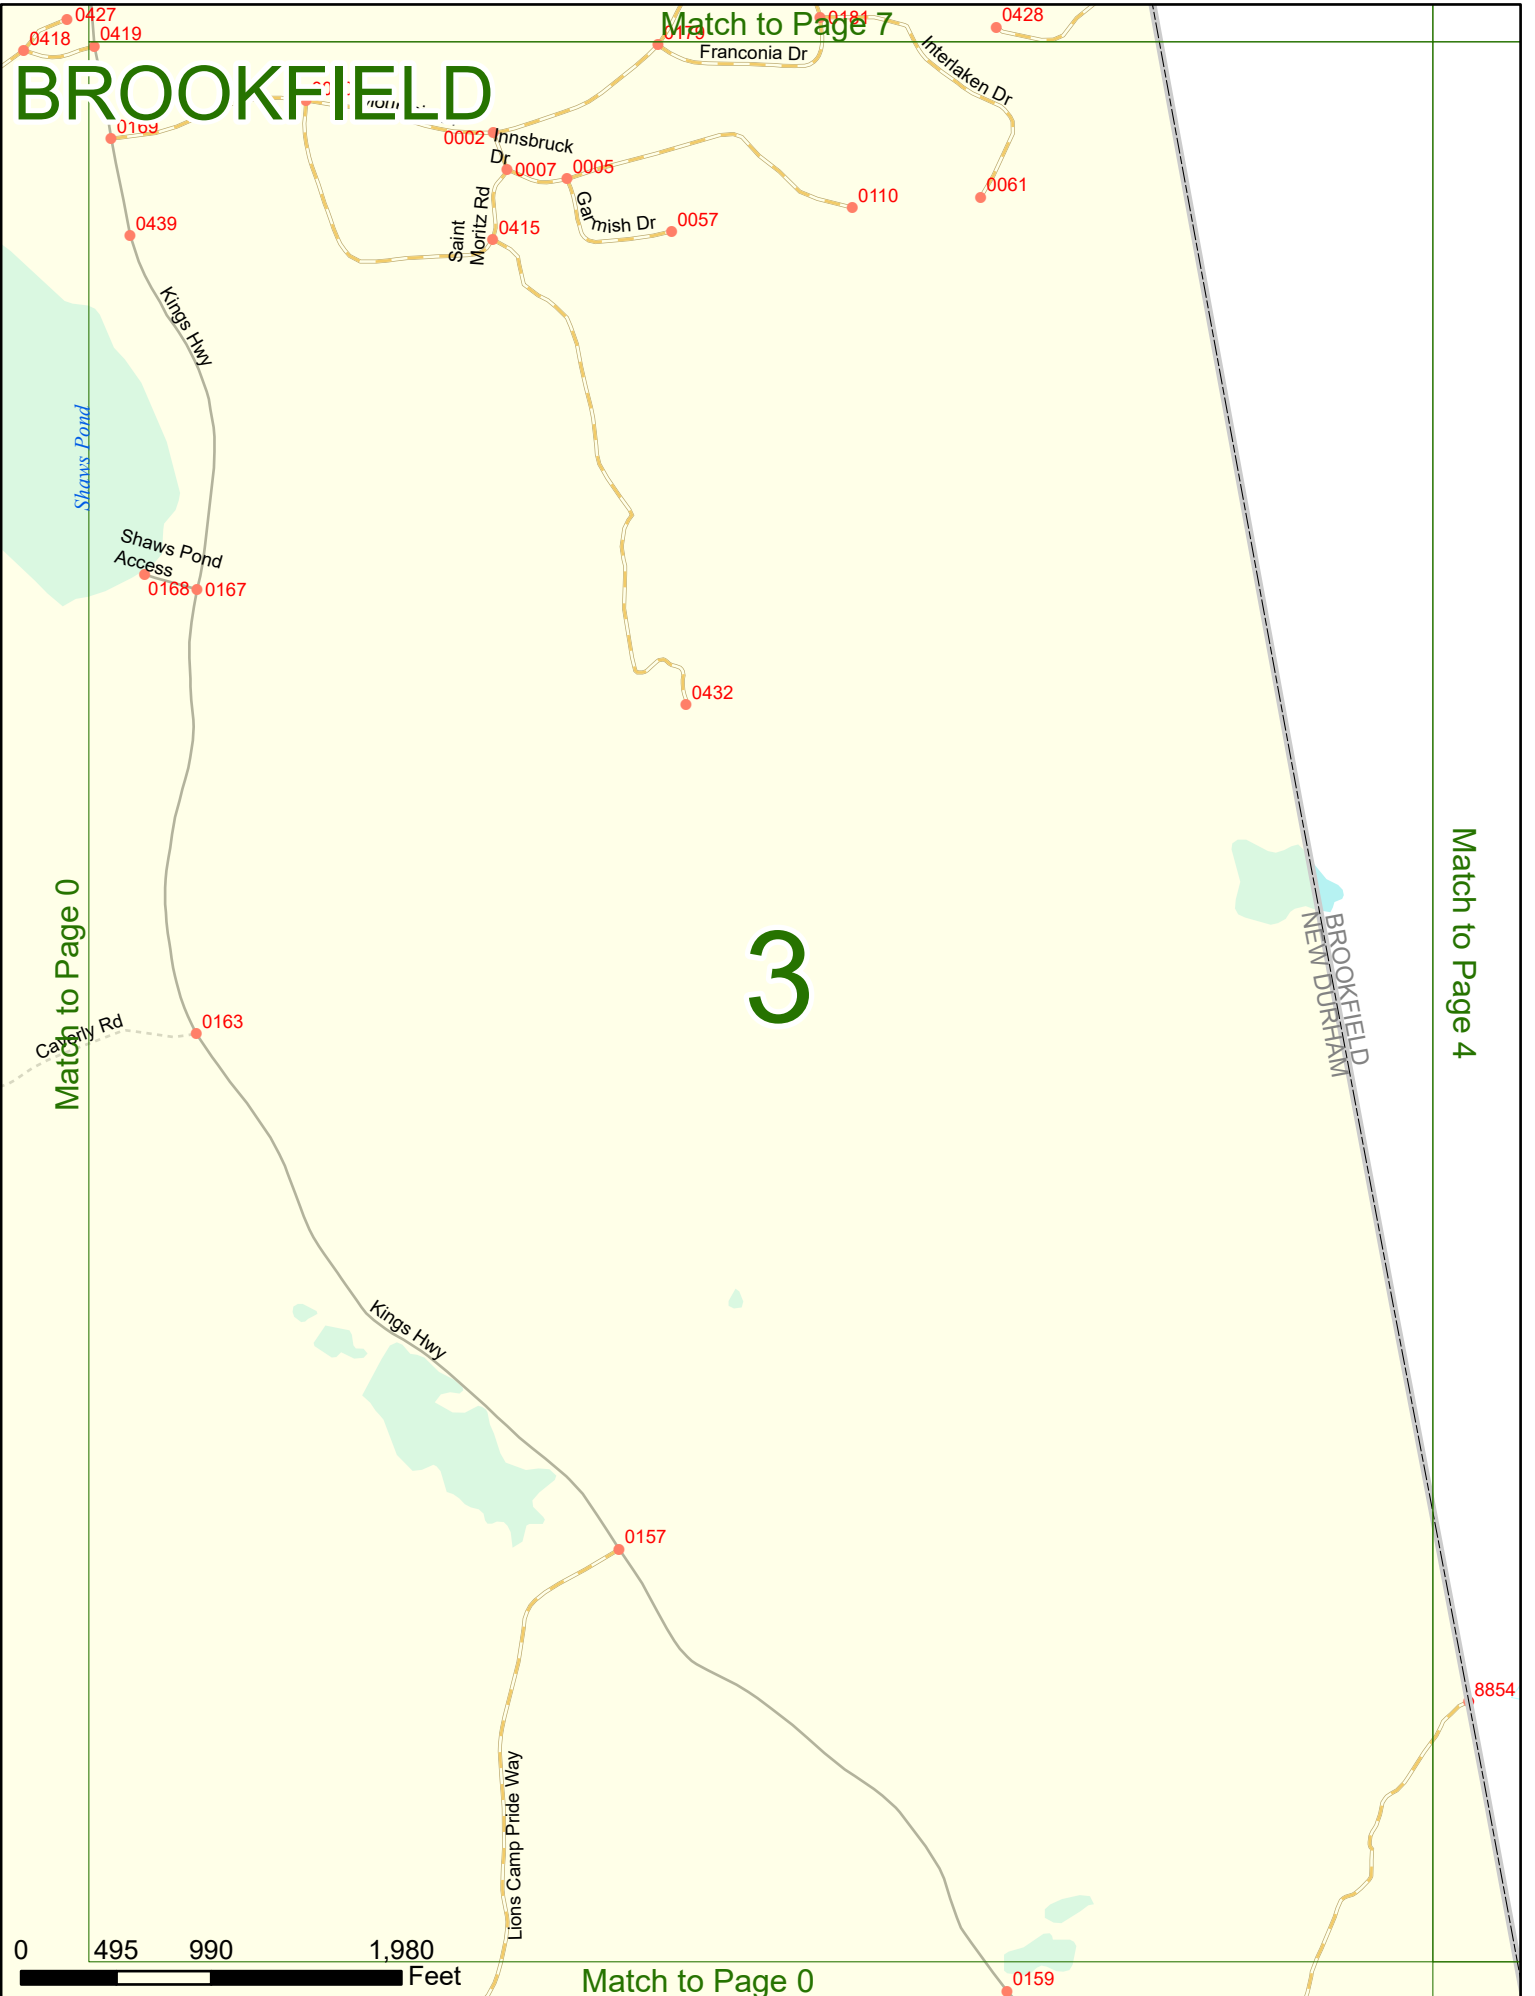 0427
Match to Page 7
0181
0428
0418
0419
0179
Franconia Dr
Interlaken Dr
BROOKFIELD
0169
0002
Innsbruck
Dr
0007
0005
0061
0110
Saint
Moritz Rd
Garmish Dr
0057
0415
0439
Kings Hwy
Shaws Pond
Shaws Pond
Access
0168
0167
0432
Match to Page 0
3
Match to Page 4
BROOKFIELD
NEW DURHAM
0163
Caverly Rd
Kings Hwy
0157
8854
Lions Camp Pride Way
0 495 990 1,980
Feet
Match to Page 0
0159